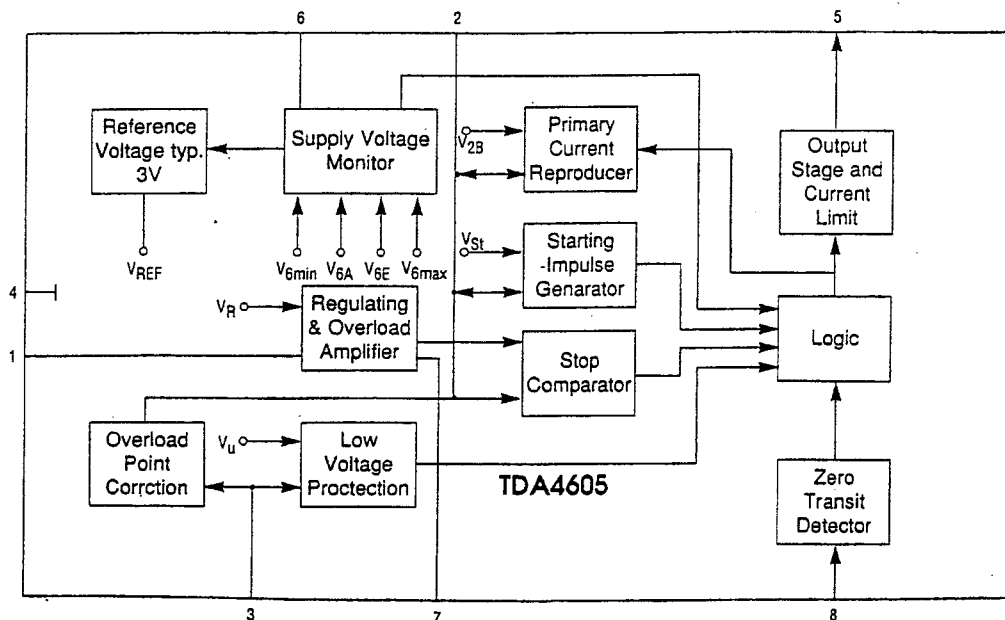 6
2
5
Reference
Voltage typ.
3V
Supply Voltage
Monitor
V2B
Primary
Current
Reproducer
Output
Stage and
Current
Limit
VREF
V6min
V6A
V6E
V6max
VSt
Starting
-Impulse
Genarator
4
VR
Regulating
& Overload
Amplifier
Logic
1
Stop
Comparator
Overload
Point
Corrction
Vu
Low
Voltage
Proctection
TDA4605
Zero
Transit
Detector
3
7
8